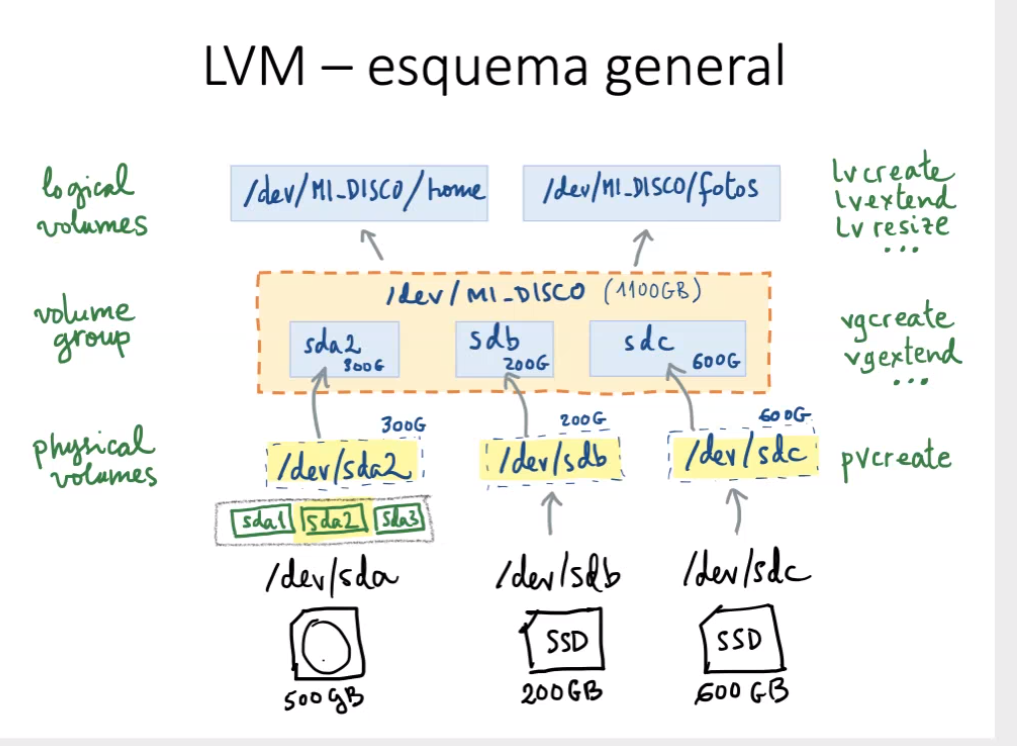 LVM – esquema general
logical
volumes
/dev/MI_DISCO/home
/dev/MI_DISCO/fotos
lvcreate
lvextend
lvresize
...
volume
group
/dev/MI_DISCO (1100GB)
sda2
300G
sdb
200G
sdc
600G
vgcreate
vgextend
...
physical
volumes
300G
/dev/sda2
200G
/dev/sdb
600G
/dev/sdc
pvcreate
sda1 sda2 sda3
/dev/sda
/dev/sdb
/dev/sdc
SSD
SSD
500GB
200GB
600GB